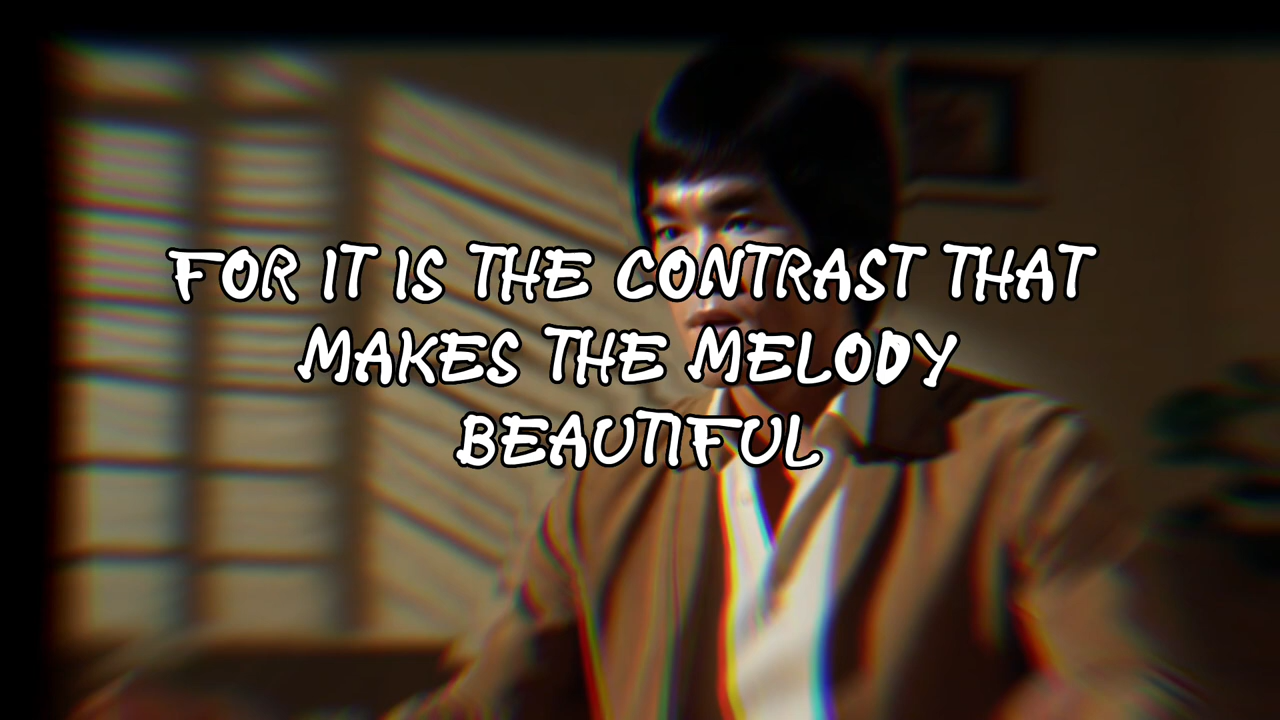 FOR IT IS THE CONTRAST THAT
MAKES THE MELODY
BEAUTIFUL